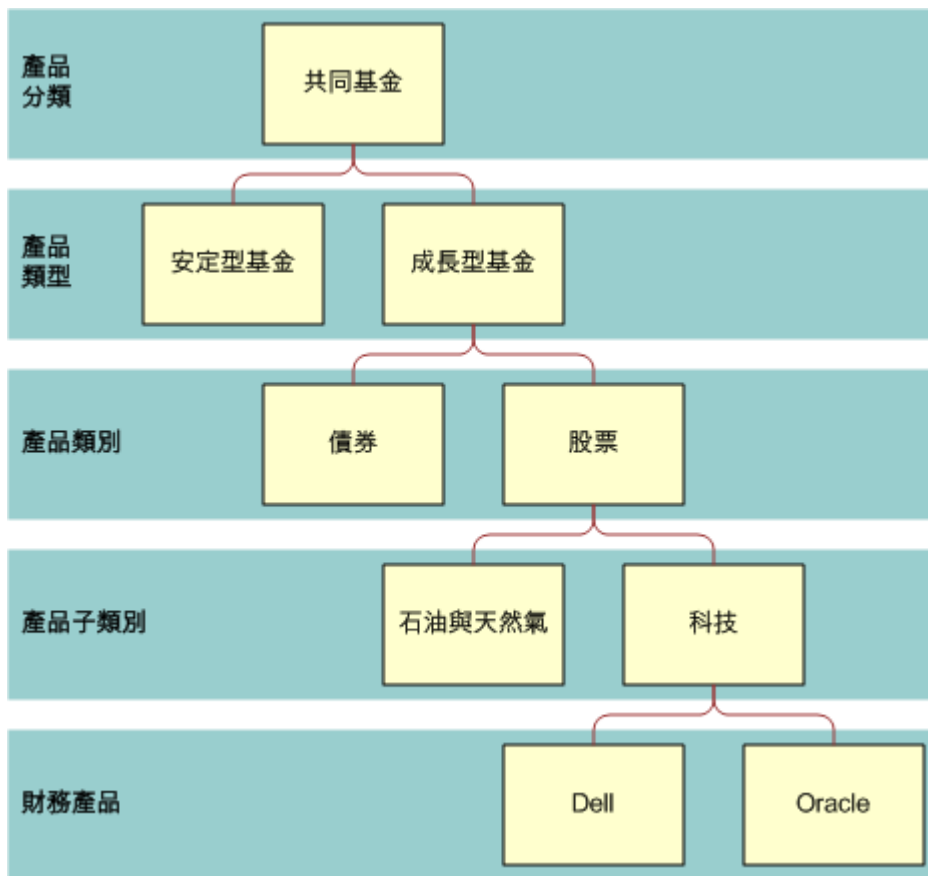 產品
分類
共同基金
產品
類型
安定型基金
成長型基金
產品類別
債券
股票
產品子類別
石油與天然氣
科技
財務產品
Dell
Oracle